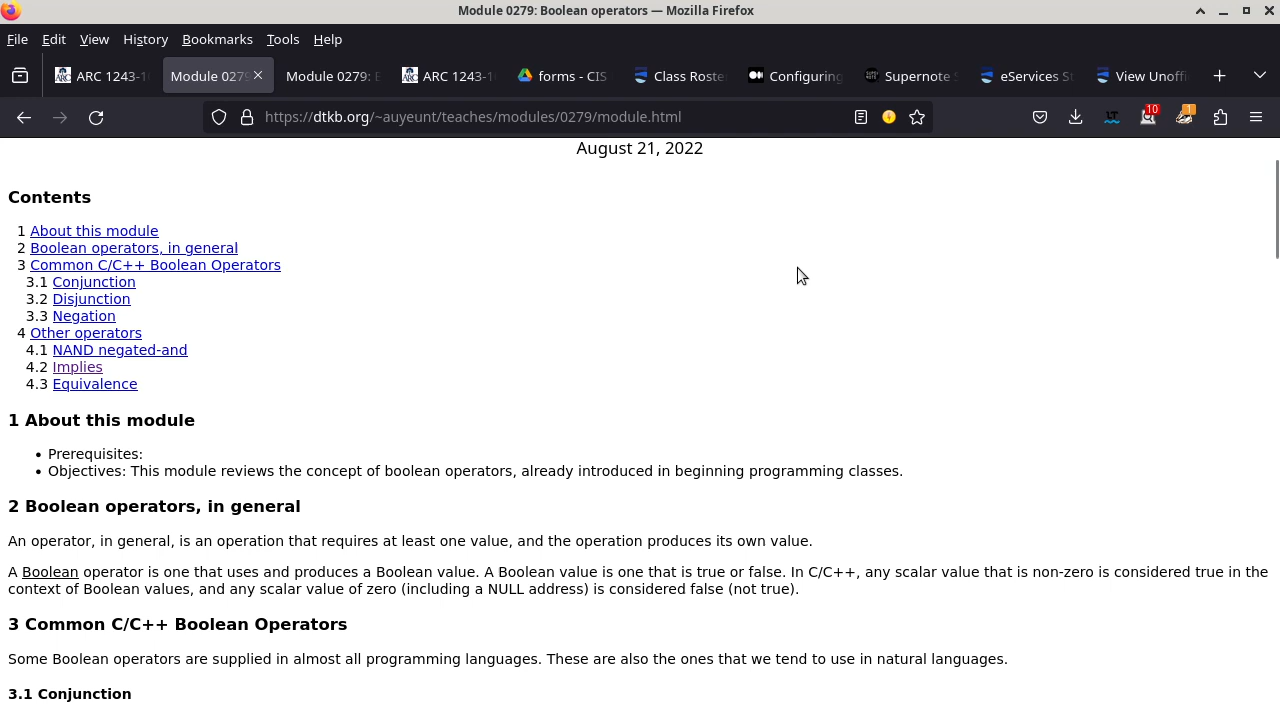 Module 0279: Boolean operators — Mozilla Firefox
File Edit View History Bookmarks Tools Help
ARC 1243-1 Module 0279 Module 0279: B ARC 1243-1 forms - CIS Class Roste Configuring Supernote S eServices St View Unoffi
https://dtkb.org/~auyeunt/teaches/modules/0279/module.html 10 1
August 21, 2022
Contents
1 About this module
2 Boolean operators, in general
3 Common C/C++ Boolean Operators
3.1 Conjunction
3.2 Disjunction
3.3 Negation
4 Other operators
4.1 NAND negated-and
4.2 Implies
4.3 Equivalence
1 About this module
• Prerequisites:
• Objectives: This module reviews the concept of boolean operators, already introduced in beginning programming classes.
2 Boolean operators, in general
An operator, in general, is an operation that requires at least one value, and the operation produces its own value.
A Boolean operator is one that uses and produces a Boolean value. A Boolean value is one that is true or false. In C/C++, any scalar value that is non-zero is considered true in the
context of Boolean values, and any scalar value of zero (including a NULL address) is considered false (not true).
3 Common C/C++ Boolean Operators
Some Boolean operators are supplied in almost all programming languages. These are also the ones that we tend to use in natural languages.
3.1 Conjunction